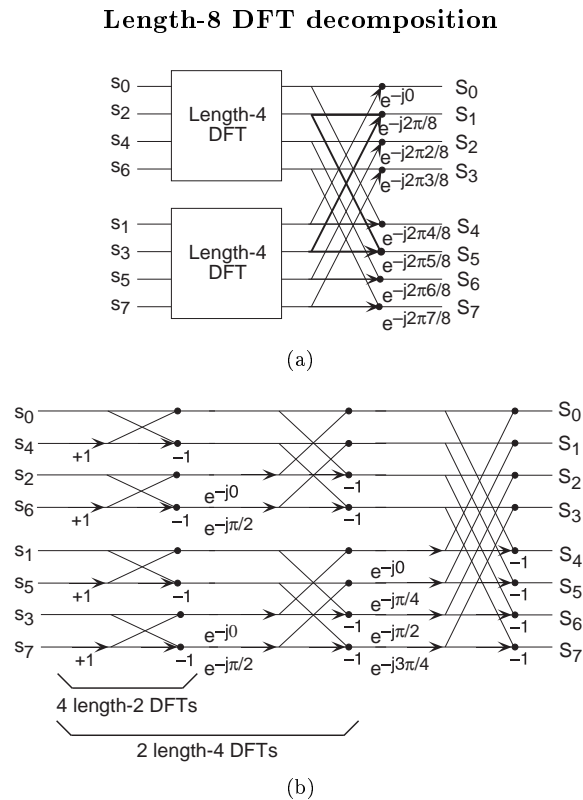 Length-8 DFT decomposition
s0 e–j0 S0
s2 Length-4 DFT e–j2π/8 S1
s4 e–j2π2/8 S2
s6 e–j2π3/8 S3
s1 e–j2π4/8 S4
s3 Length-4 DFT e–j2π5/8 S5
s5 e–j2π6/8 S6
s7 e–j2π7/8 S7
(a)
s0 S0
s4 +1 –1 S1
s2 e–j0 –1 S2
s6 +1 –1 e–jπ/2 –1 S3
s1 e–j0 –1 S4
s5 +1 –1 e–jπ/4 –1 S5
s3 e–j0 –1 e–jπ/2 –1 S6
s7 +1 –1 e–jπ/2 –1 e–j3π/4 –1 S7
4 length-2 DFTs
2 length-4 DFTs
(b)